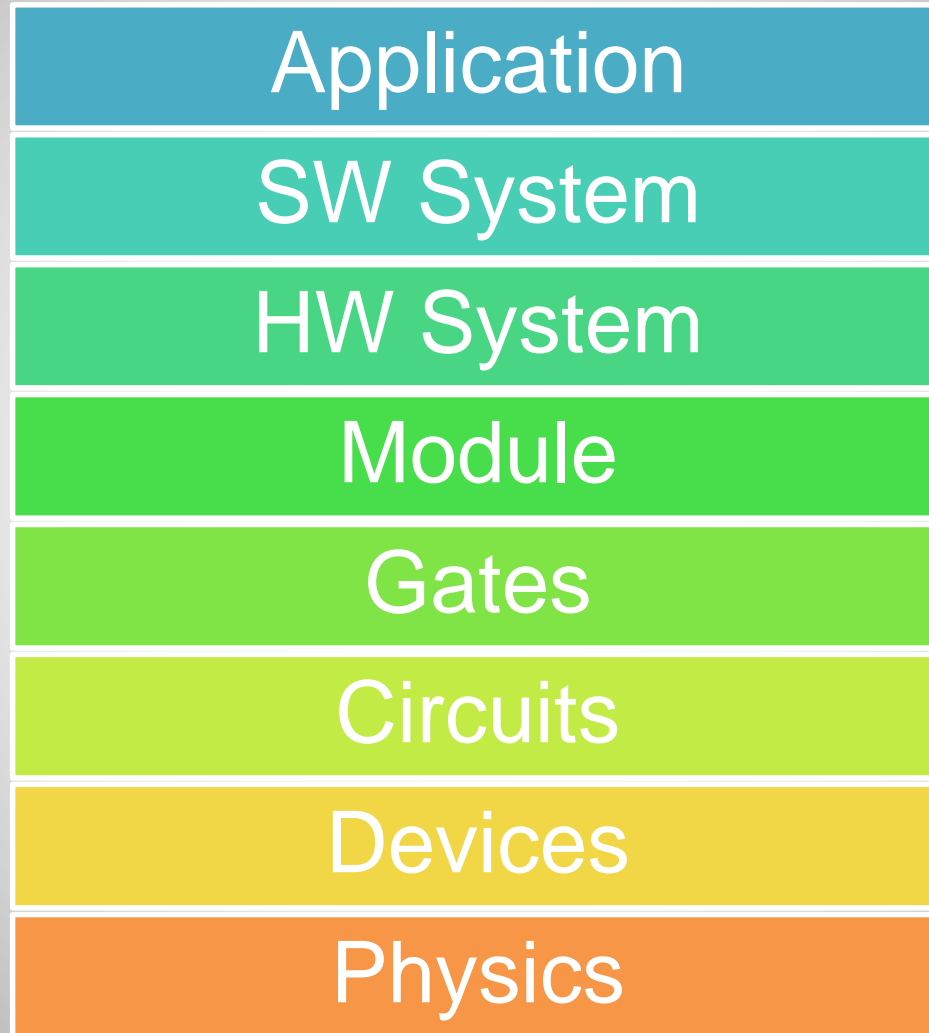 Application
SW System
HW System
Module
Gates
Circuits
Devices
Physics